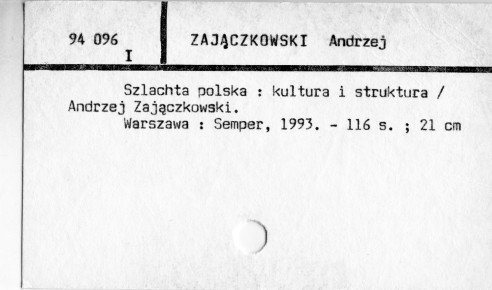 94 096 ZAJĄCZKOWSKI Andrzej
I
Szlachta polska : kultura i struktura /
Andrzej Zajączkowski.
Warszawa : Semper, 1993. - 116 s. ; 21 cm